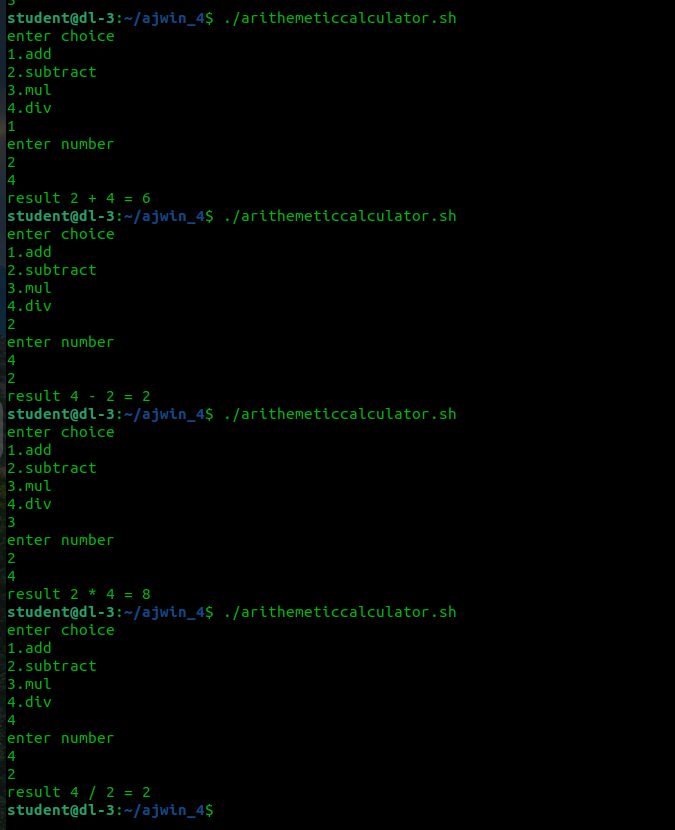 student@dl-3:~/ajwin_4$ ./arithemeticcalculator.sh
enter choice
1.add
2.subtract
3.mul
4.div
1
enter number
2
4
result 2 + 4 = 6
student@dl-3:~/ajwin_4$ ./arithemeticcalculator.sh
enter choice
1.add
2.subtract
3.mul
4.div
2
enter number
4
2
result 4 - 2 = 2
student@dl-3:~/ajwin_4$ ./arithemeticcalculator.sh
enter choice
1.add
2.subtract
3.mul
4.div
3
enter number
2
4
result 2 * 4 = 8
student@dl-3:~/ajwin_4$ ./arithemeticcalculator.sh
enter choice
1.add
2.subtract
3.mul
4.div
4
enter number
4
2
result 4 / 2 = 2
student@dl-3:~/ajwin_4$